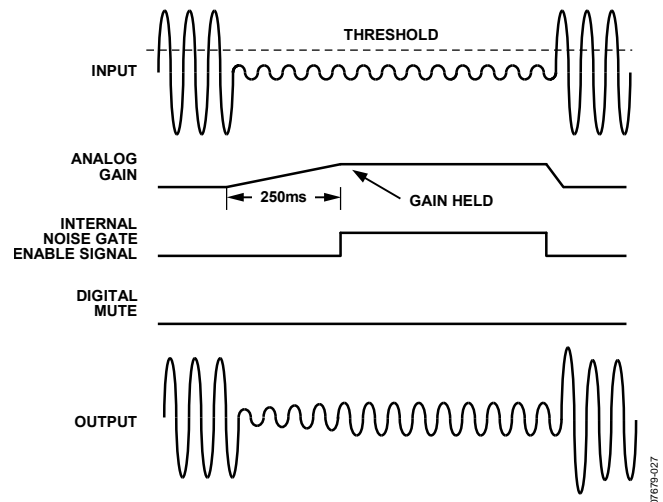 THRESHOLD
INPUT
ANALOG
GAIN
250ms
GAIN HELD
INTERNAL
NOISE GATE
ENABLE SIGNAL
DIGITAL
MUTE
OUTPUT
07679-027